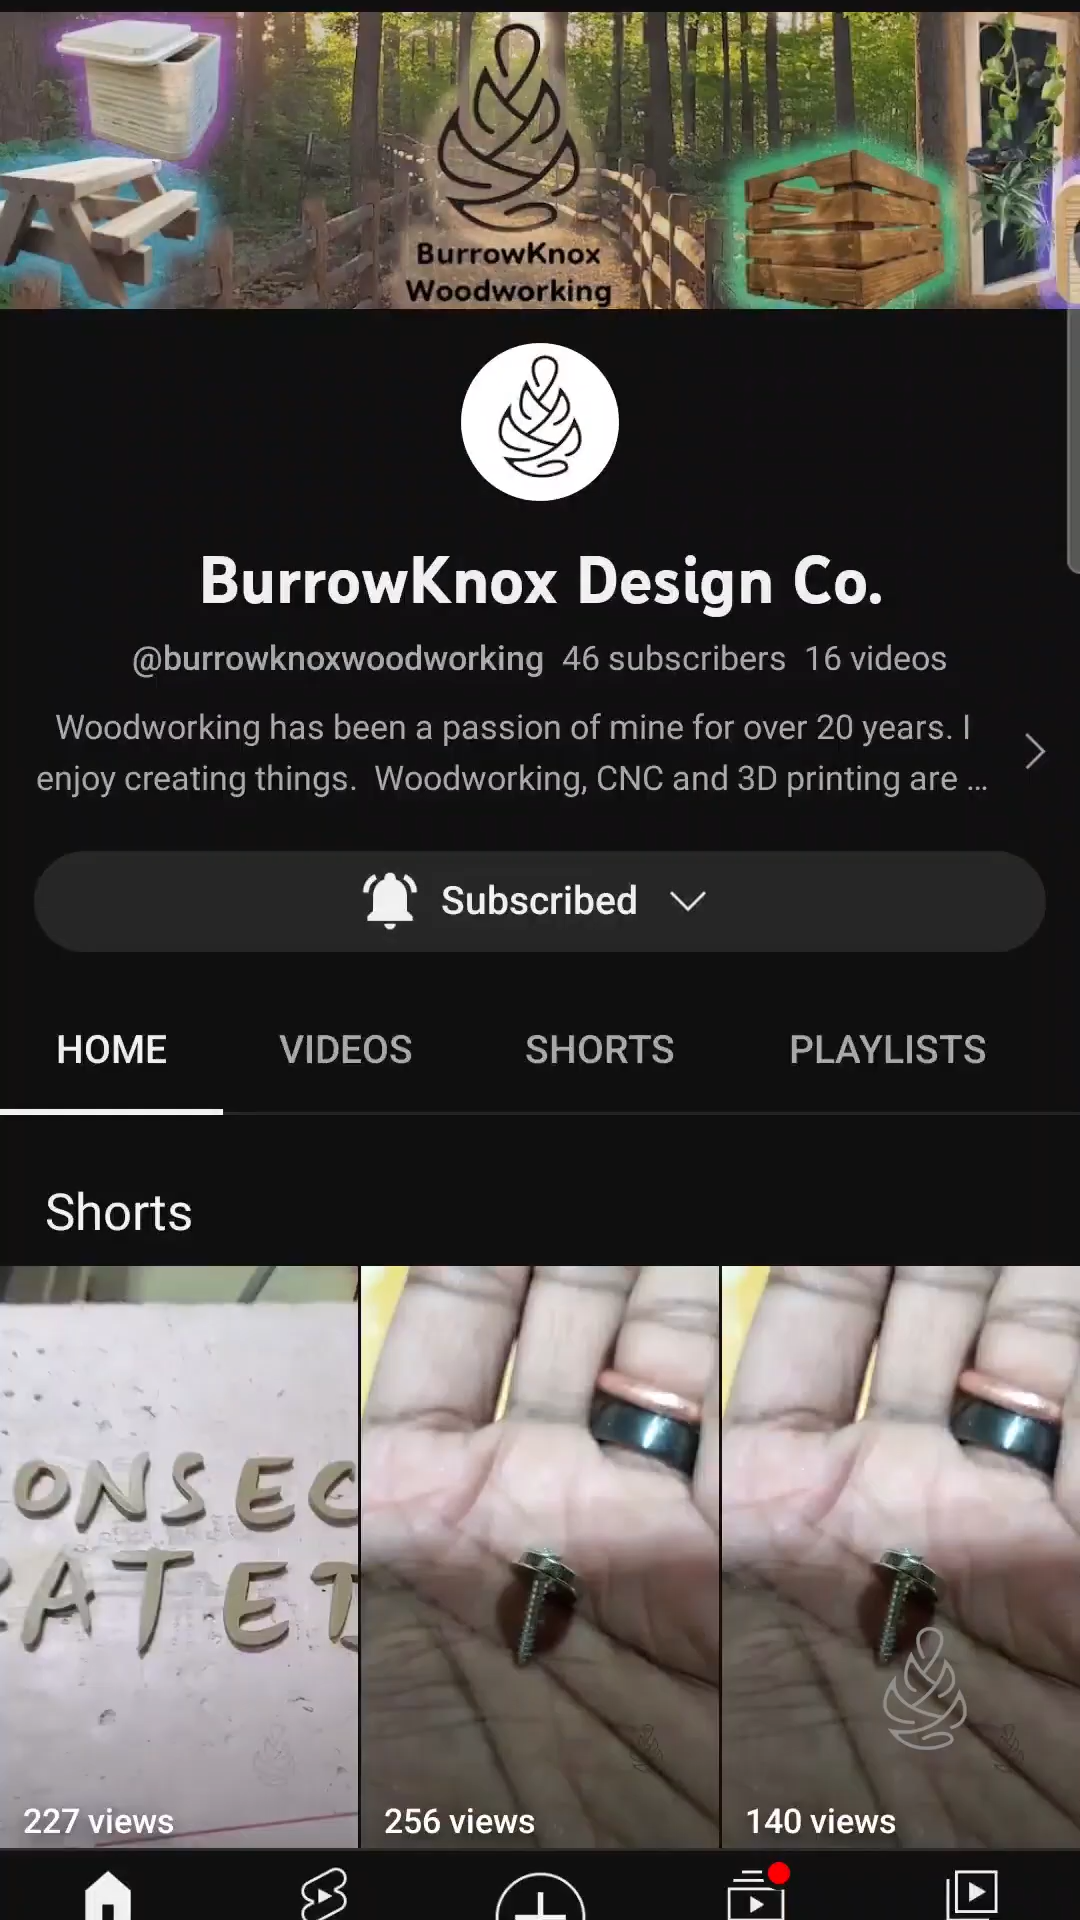 BurrowKnox
Woodworking
BurrowKnox Design Co.
@burrowknoxwoodworking 46 subscribers 16 videos
Woodworking has been a passion of mine for over 20 years. I
enjoy creating things. Woodworking, CNC and 3D printing are ...
Subscribed
HOME VIDEOS SHORTS PLAYLISTS
Shorts
ONSEC
RATET
227 views 256 views 140 views